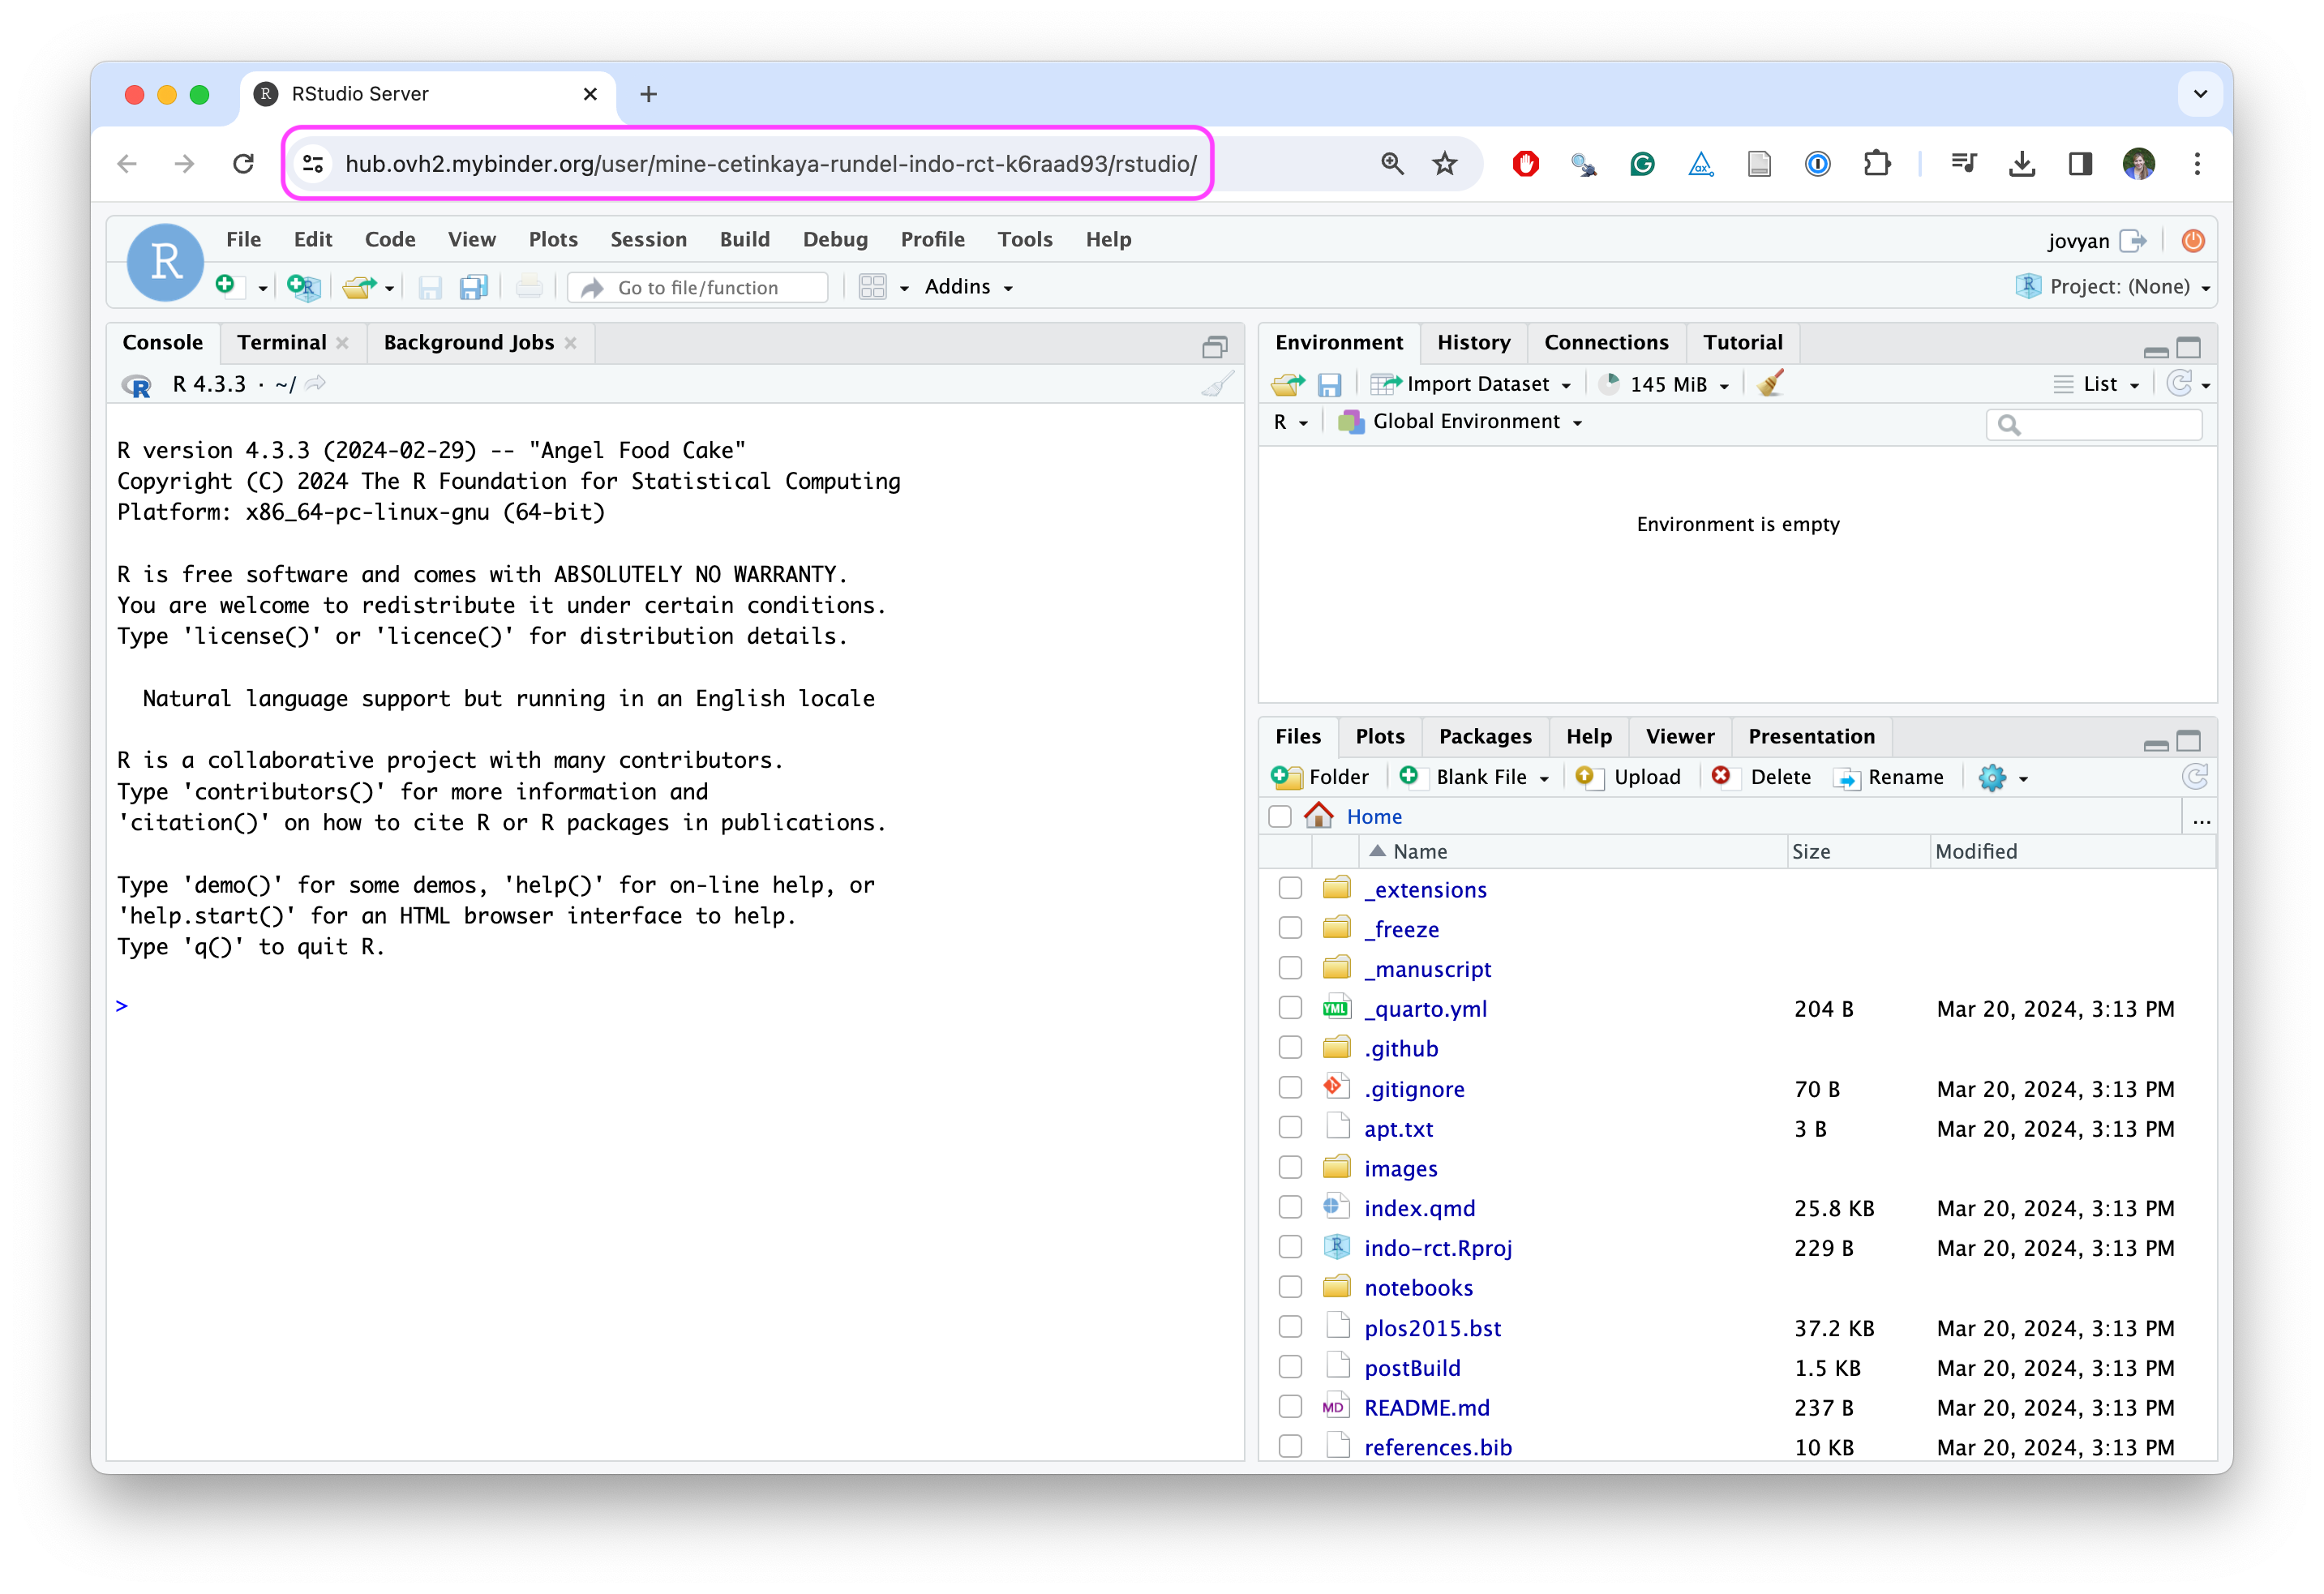 RStudio Server
hub.ovh2.mybinder.org/user/mine-cetinkaya-rundel-indo-rct-k6raad93/rstudio/
File Edit Code View Plots Session Build Debug Profile Tools Help
jovyan
Go to file/function
Addins
Project: (None)
Console Terminal Background Jobs
R 4.3.3 · ~/
R version 4.3.3 (2024-02-29) -- "Angel Food Cake"
Copyright (C) 2024 The R Foundation for Statistical Computing
Platform: x86_64-pc-linux-gnu (64-bit)
R is free software and comes with ABSOLUTELY NO WARRANTY.
You are welcome to redistribute it under certain conditions.
Type 'license()' or 'licence()' for distribution details.
Natural language support but running in an English locale
R is a collaborative project with many contributors.
Type 'contributors()' for more information and
'citation()' on how to cite R or R packages in publications.
Type 'demo()' for some demos, 'help()' for on-line help, or
'help.start()' for an HTML browser interface to help.
Type 'q()' to quit R.
>
Environment History Connections Tutorial
Import Dataset 145 MiB List
R Global Environment
Environment is empty
Files Plots Packages Help Viewer Presentation
Folder Blank File Upload Delete Rename
Home ...
Name Size Modified
_extensions
_freeze
_manuscript
YML _quarto.yml 204 B Mar 20, 2024, 3:13 PM
.github
.gitignore 70 B Mar 20, 2024, 3:13 PM
apt.txt 3 B Mar 20, 2024, 3:13 PM
images
index.qmd 25.8 KB Mar 20, 2024, 3:13 PM
indo-rct.Rproj 229 B Mar 20, 2024, 3:13 PM
notebooks
plos2015.bst 37.2 KB Mar 20, 2024, 3:13 PM
postBuild 1.5 KB Mar 20, 2024, 3:13 PM
MD README.md 237 B Mar 20, 2024, 3:13 PM
references.bib 10 KB Mar 20, 2024, 3:13 PM